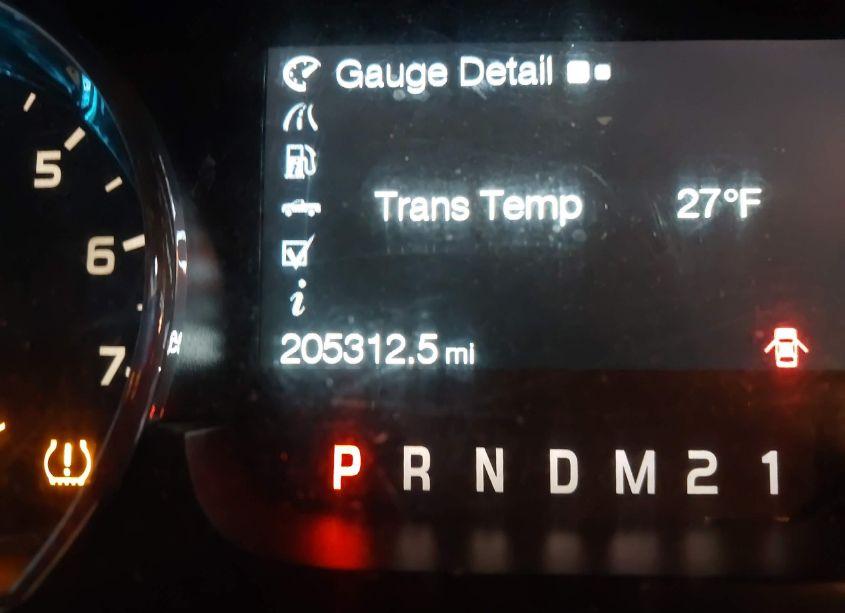 Gauge Detail
5
Trans Temp 27°F
6
i
205312.5 mi
7
!
P R N D M 2 1